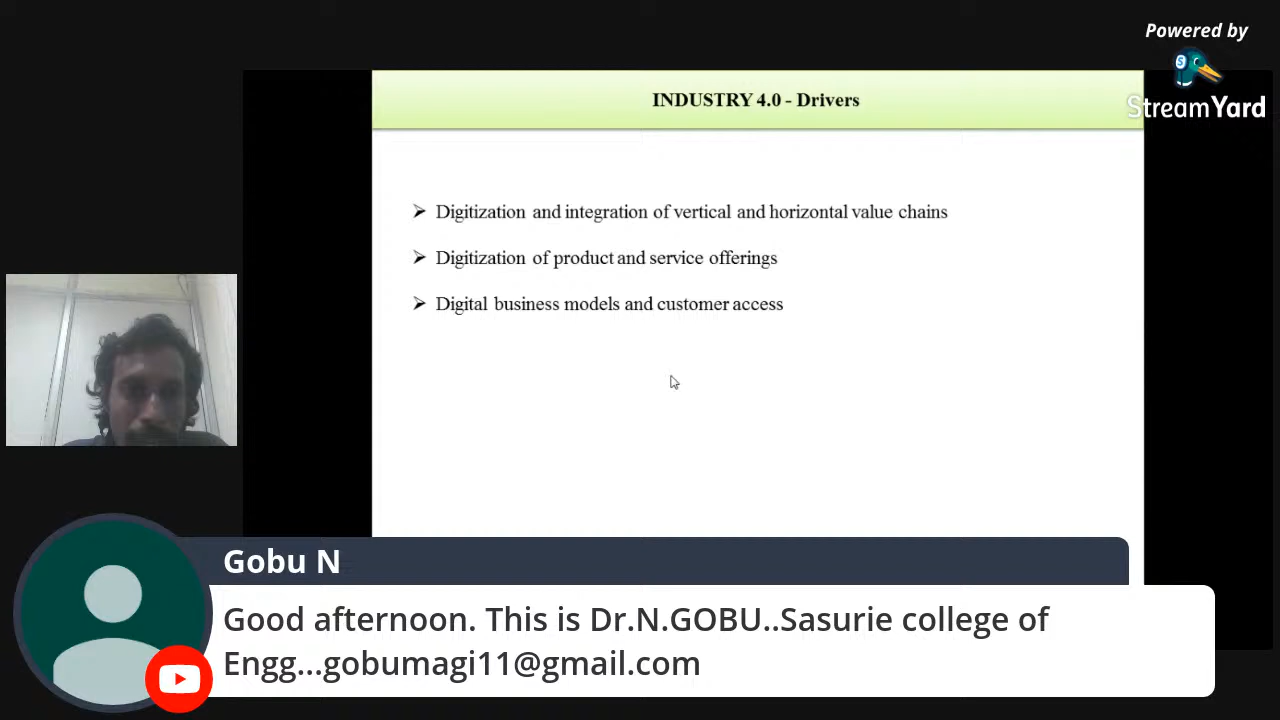 Powered by
StreamYard
INDUSTRY 4.0 - Drivers
Digitization and integration of vertical and horizontal value chains
Digitization of product and service offerings
Digital business models and customer access
Gobu N
Good afternoon. This is Dr.N.GOBU..Sasurie college of
Engg...gobumagi11@gmail.com